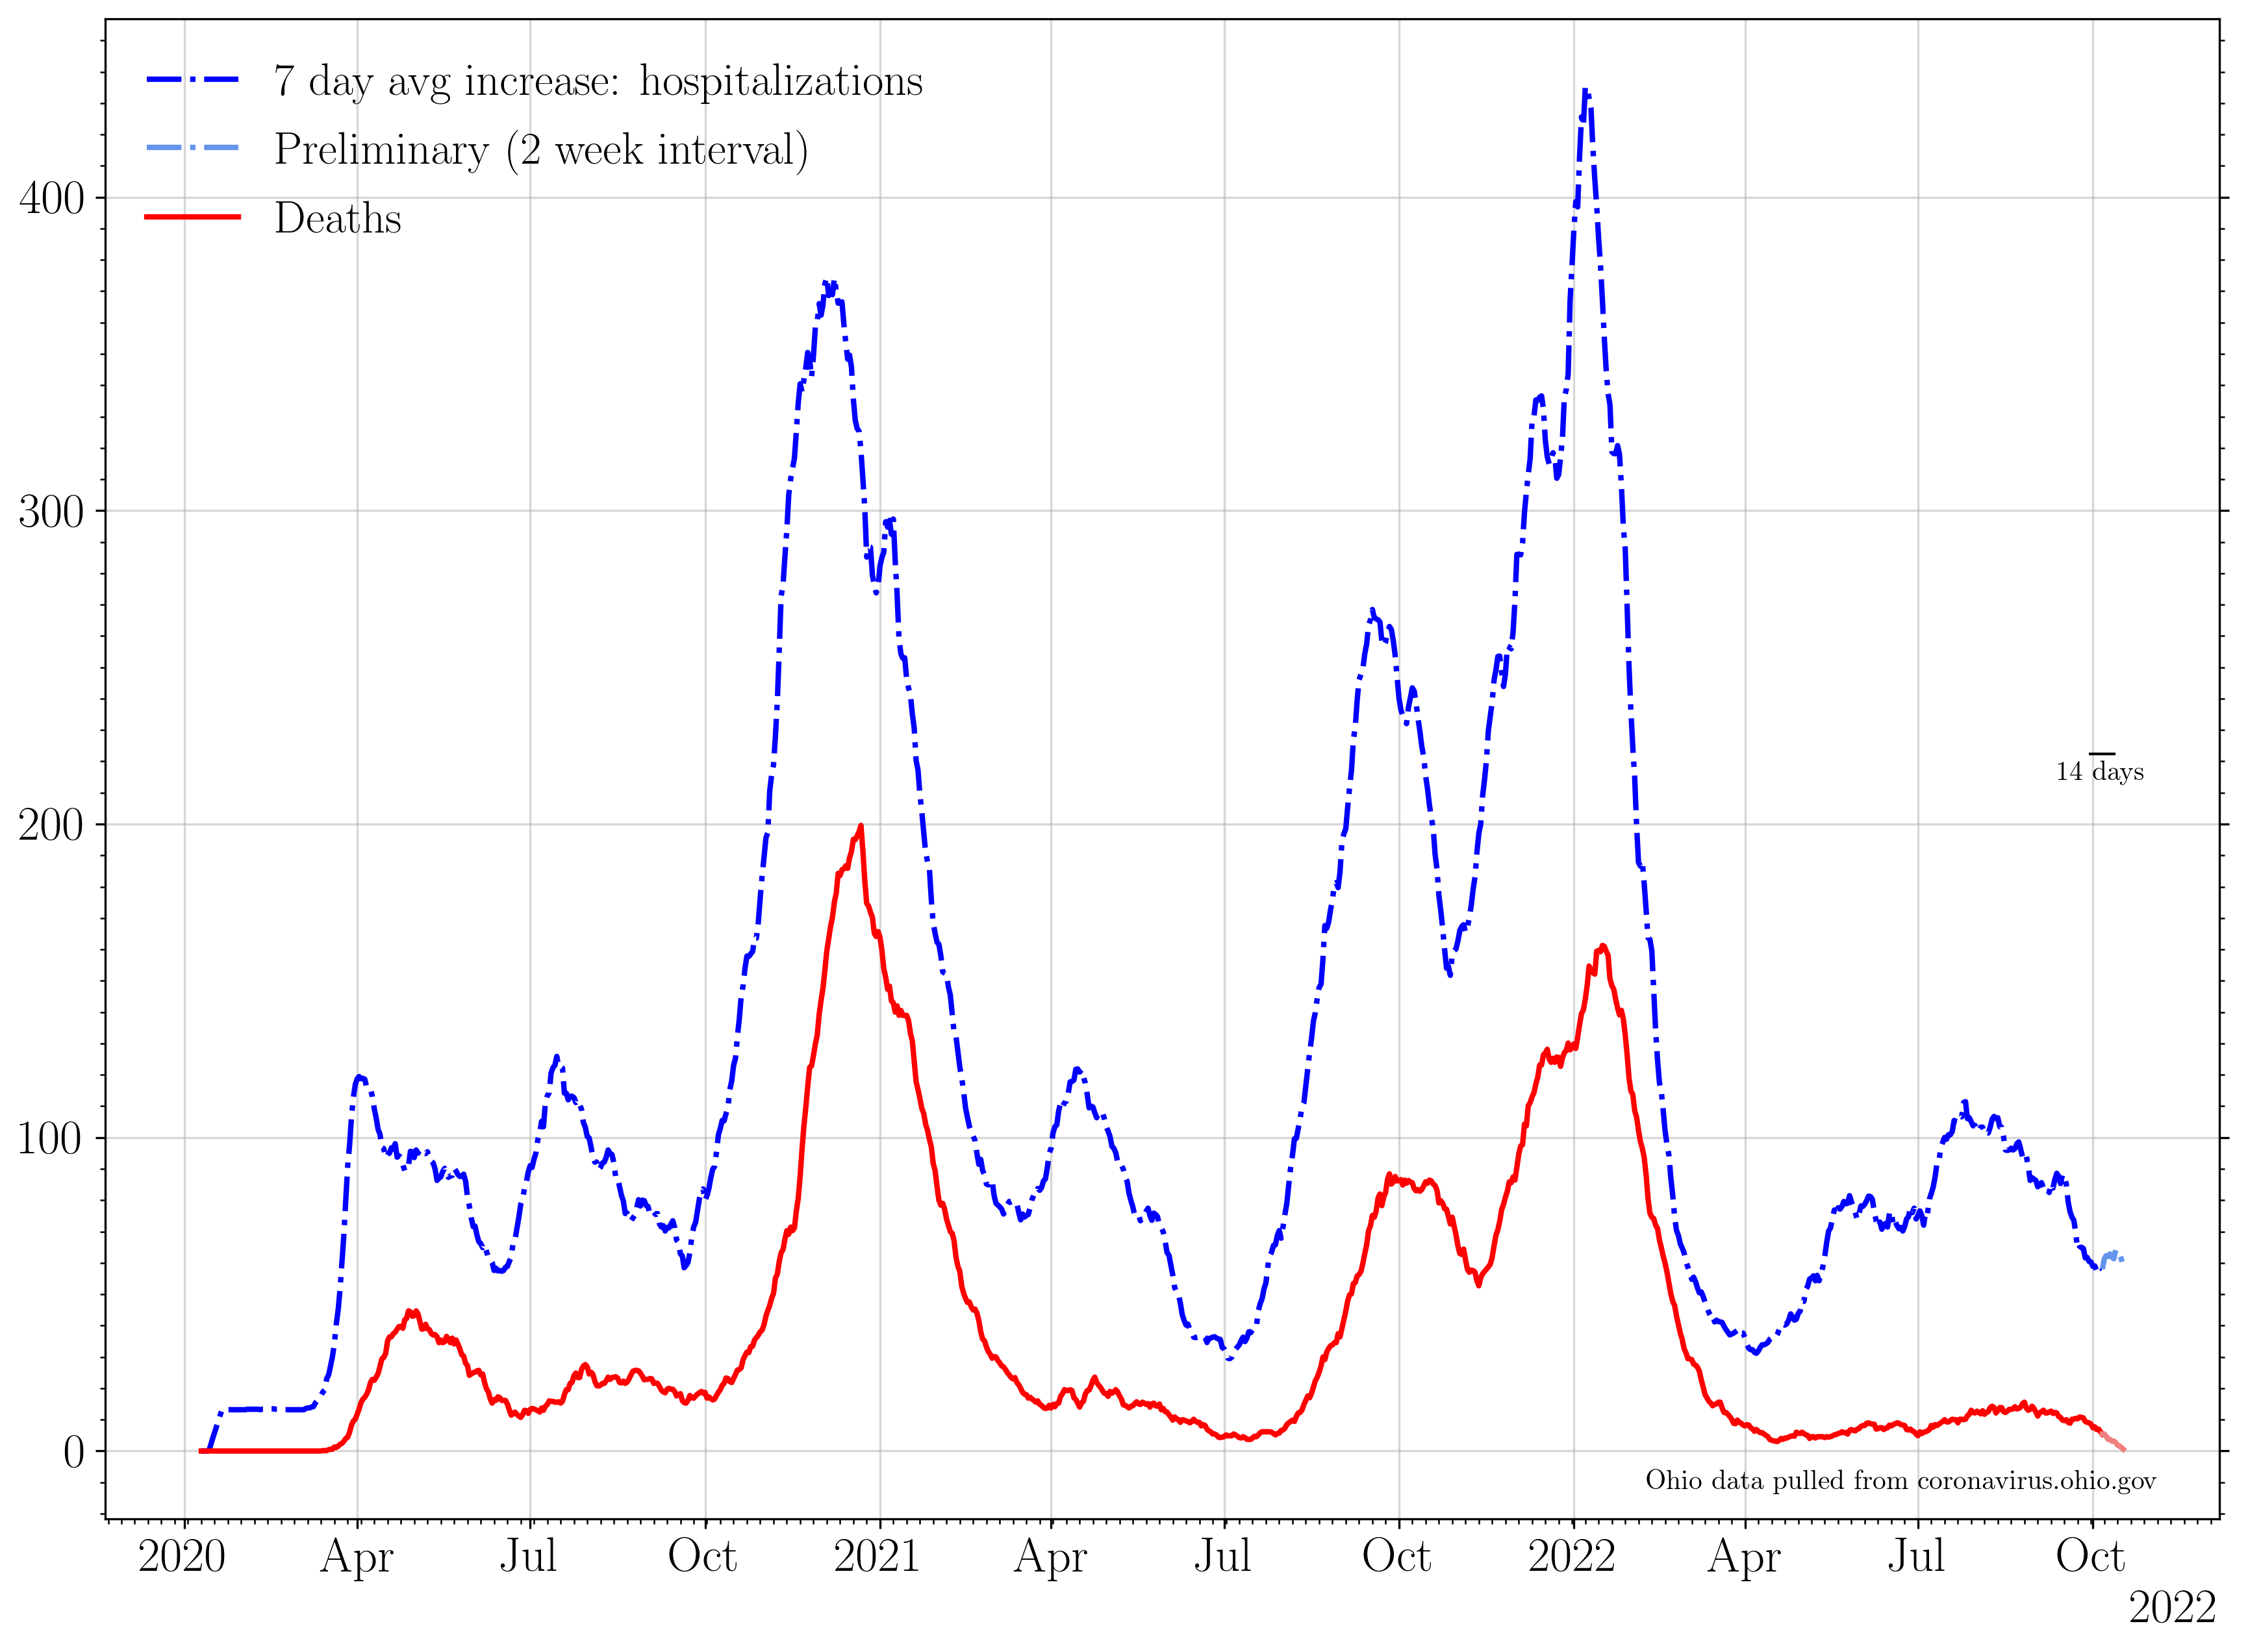 7 day avg increase: hospitalizations
Preliminary (2 week interval)
Deaths
400
300
200
100
0
14 days
Ohio data pulled from coronavirus.ohio.gov
2020 Apr Jul Oct 2021 Apr Jul Oct 2022 Apr Jul Oct
2022